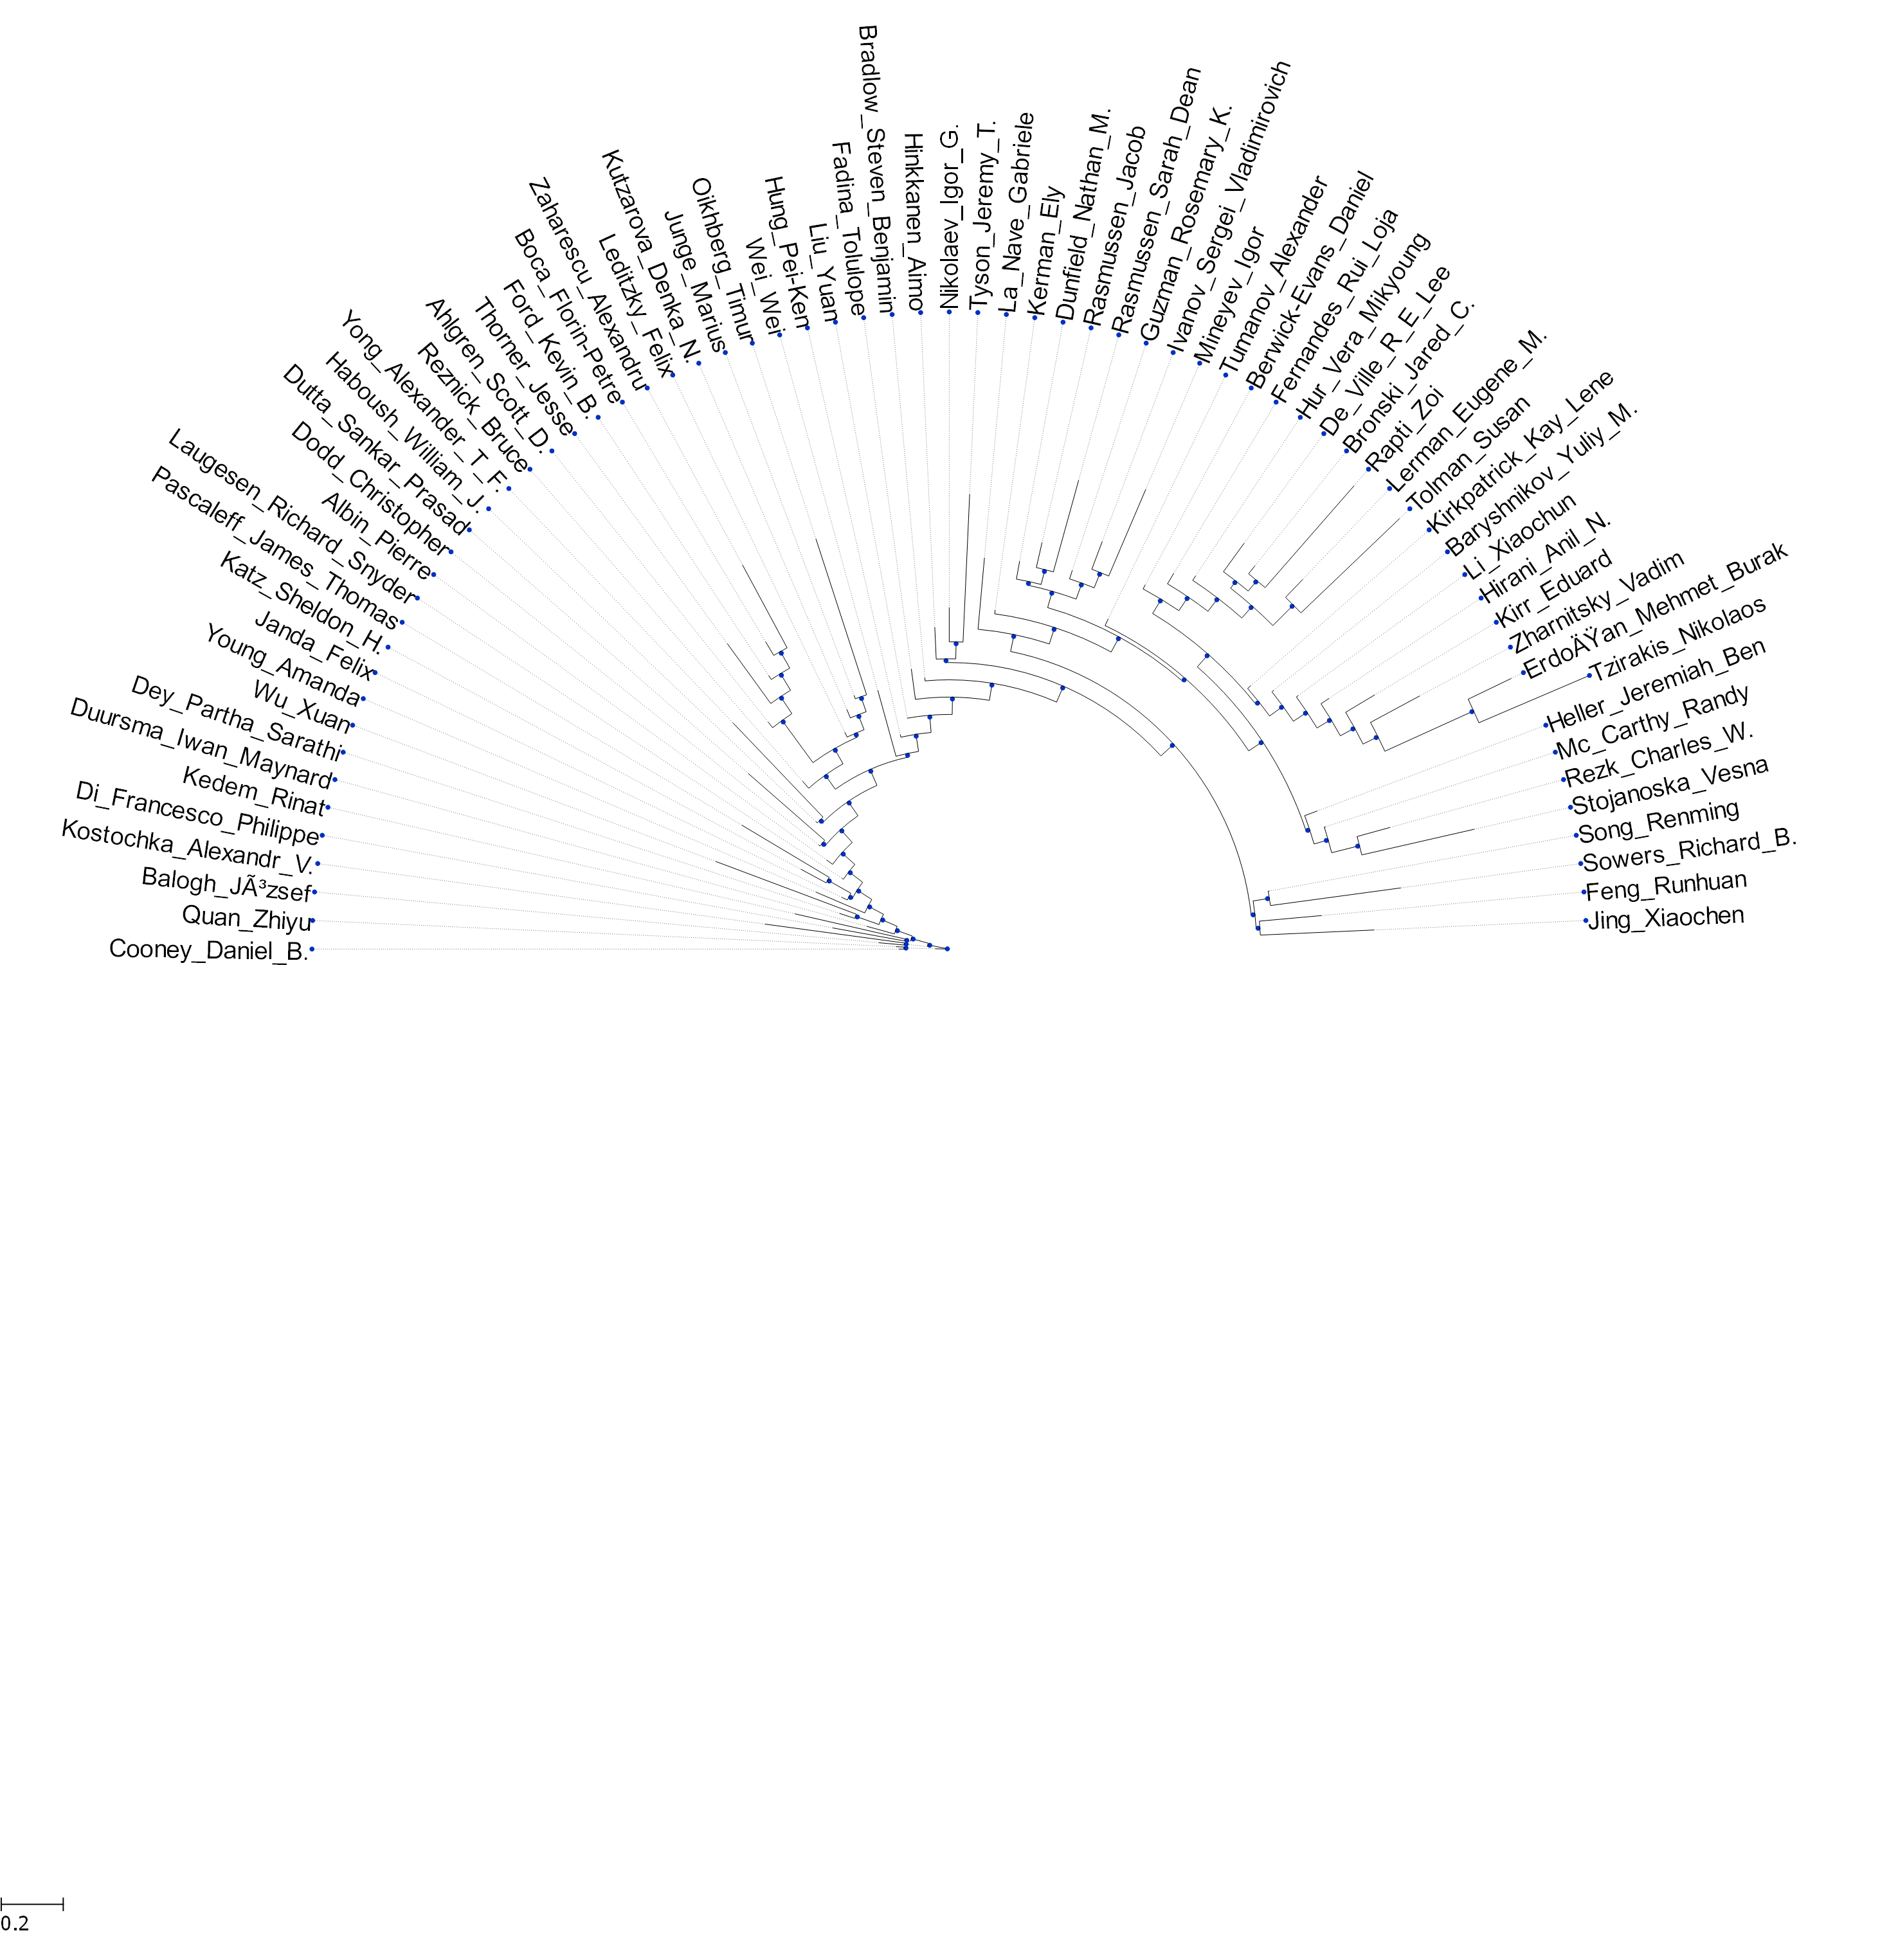 Cooney_Daniel_B.
Quan_Zhiyu
Balogh_JÃ³zsef
Kostochka_Alexandr_V.
Di_Francesco_Philippe
Kedem_Rinat
Duursma_Iwan_Maynard
Dey_Partha_Sarathi
Wu_Xuan
Young_Amanda
Janda_Felix
Katz_Sheldon_H.
Pascaleff_James_Thomas
Laugesen_Richard_Snyder
Albin_Pierre
Dodd_Christopher
Dutta_Sankar_Prasad
Haboush_William_J.
Yong_Alexander_T_F.
Reznick_Bruce
Ahlgren_Scott_D.
Thorner_Jesse
Ford_Kevin_B.
Boca_Florin-Petre
Zaharescu_Alexandru
Leditzky_Felix
Kutzarova_Denka_N.
Junge_Marius
Oikhberg_Timur
Wei_Wei
Hung_Pei-Ken
Liu_Yuan
Fadina_Tolulope
Bradlow_Steven_Benjamin
Hinkkanen_Aimo
Nikolaev_Igor_G.
Tyson_Jeremy_T.
La_Nave_Gabriele
Kerman_Ely
Dunfield_Nathan_M.
Rasmussen_Jacob
Rasmussen_Sarah_Dean
Guzman_Rosemary_K.
Ivanov_Sergei_Vladimirovich
Mineyev_Igor
Tumanov_Alexander
Berwick-Evans_Daniel
Fernandes_Rui_Loja
Hur_Vera_Mikyoung
De_Ville_R_E_Lee
Bronski_Jared_C.
Rapti_Zoi
Lerman_Eugene_M.
Tolman_Susan
Kirkpatrick_Kay_Lene
Baryshnikov_Yuliy_M.
Li_Xiaochun
Hirani_Anil_N.
Kirr_Eduard
Zharnitsky_Vadim
ErdoÄŸan_Mehmet_Burak
Tzirakis_Nikolaos
Heller_Jeremiah_Ben
Mc_Carthy_Randy
Rezk_Charles_W.
Stojanoska_Vesna
Song_Renming
Sowers_Richard_B.
Feng_Runhuan
Jing_Xiaochen
0.2